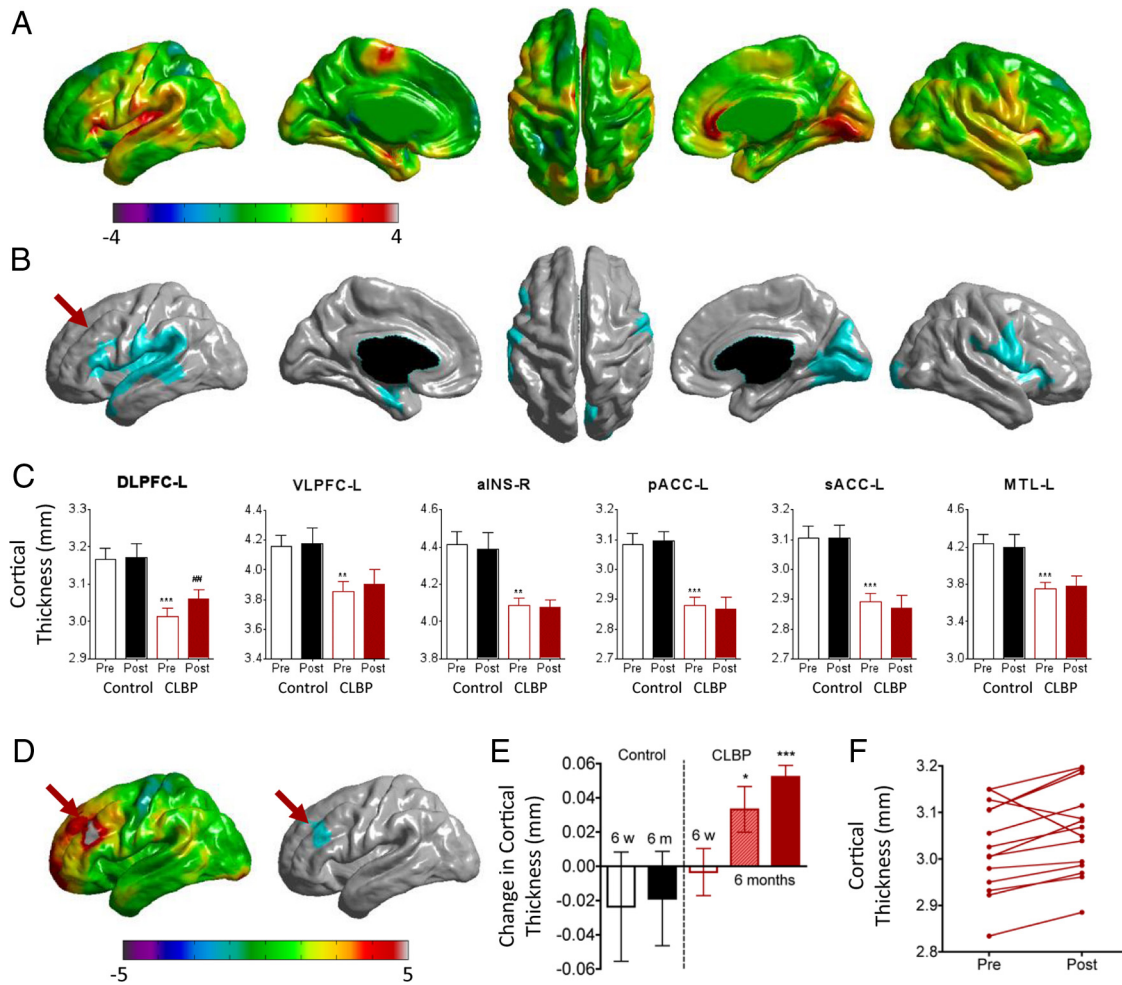 A
-4 4
B
C
DLPFC-L VLPFC-L aINS-R pACC-L sACC-L MTL-L
Cortical
Thickness (mm)
3.3
3.2
3.1
3.0
2.9
***
##
Pre Post Pre Post
Control CLBP
4.4
4.2
4.0
3.8
3.6
3.4
**
Pre Post Pre Post
Control CLBP
4.6
4.4
4.2
4.0
3.8
**
Pre Post Pre Post
Control CLBP
3.2
3.1
3.0
2.9
2.8
2.7
***
Pre Post Pre Post
Control CLBP
3.2
3.1
3.0
2.9
2.8
2.7
***
Pre Post Pre Post
Control CLBP
4.6
4.2
3.8
3.4
3.0
***
Pre Post Pre Post
Control CLBP
D
-5 5
E
Change in Cortical
Thickness (mm)
0.06
0.04
0.02
0.00
-0.02
-0.04
-0.06
Control CLBP
6 w 6 m 6 w
* ***
6 months
F
Cortical
Thickness (mm)
3.2
3.1
3.0
2.9
2.8
Pre Post